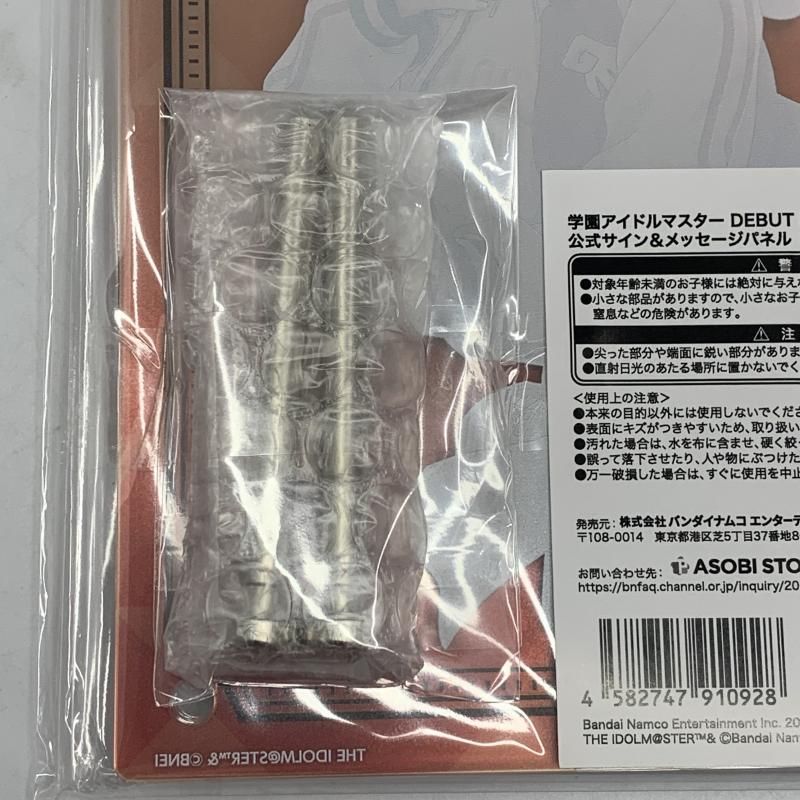 学園アイドルマスター DEBUT
公式サイン&メッセージパネル
⚠ 警
●対象年齢未満のお子様には絶対に与えな
●小さな部品がありますので、小さなお子
窒息などの危険があります。
⚠ 注
●尖った部分や端面に鋭い部分がありま
●直射日光のあたる場所に置かないでく
<使用上の注意>
●本来の目的以外には使用しないでくださ
●表面にキズがつきやすいため、取り扱い
●汚れた場合は、水を布に含ませ、硬く絞っ
●誤って落下させたり、人や物にぶつけた
●万一破損した場合は、すぐに使用を中止
発売元: 株式会社 バンダイナムコ エンターテ
〒108-0014 東京都港区芝5丁目37番地8
お問い合わせ先: ASOBI STO
https://bnfaq.channel.or.jp/inquiry/20
4 582747 910928
Bandai Namco Entertainment Inc. 20
THE IDOLM@STER™& ©Bandai Nam
THE IDOLM@STER™& ©BNEI